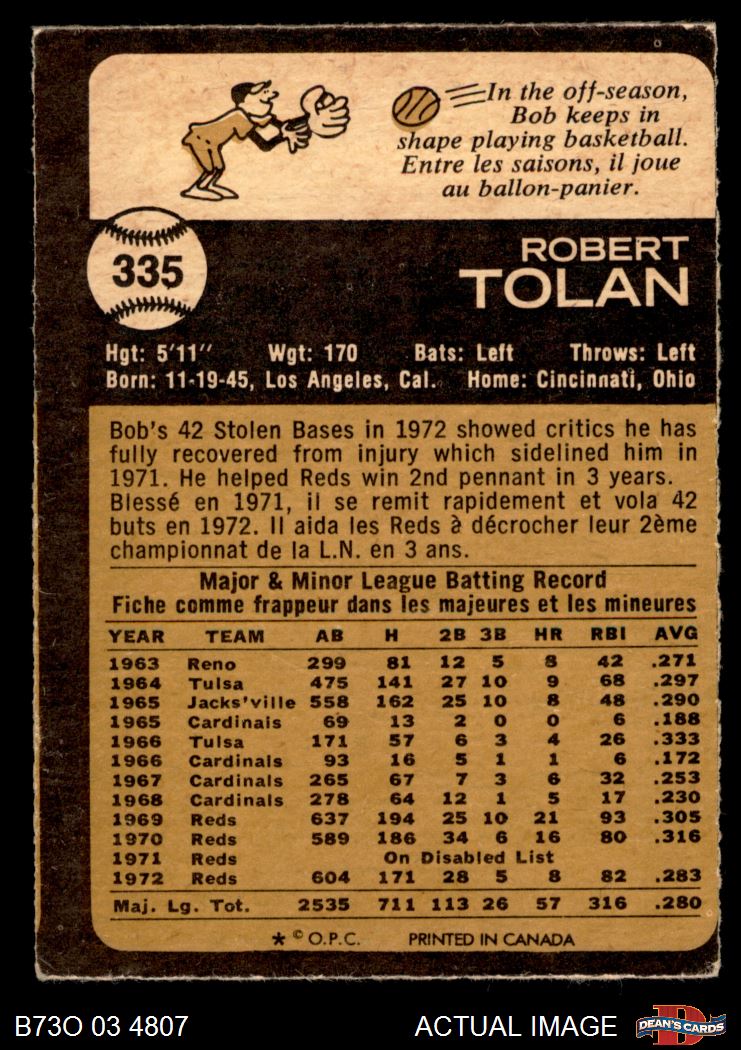 In the off-season,
Bob keeps in
shape playing basketball.
Entre les saisons, il joue
au ballon-panier.
335
ROBERT
TOLAN
Hgt: 5'11" Wgt: 170 Bats: Left Throws: Left
Born: 11-19-45, Los Angeles, Cal. Home: Cincinnati, Ohio
Bob's 42 Stolen Bases in 1972 showed critics he has
fully recovered from injury which sidelined him in
1971. He helped Reds win 2nd pennant in 3 years.
Blessé en 1971, il se remit rapidement et vola 42
buts en 1972. Il aida les Reds à décrocher leur 2ème
championnat de la L.N. en 3 ans.
Major & Minor League Batting Record
Fiche comme frappeur dans les majeures et les mineures
YEAR TEAM AB H 2B 3B HR RBI AVG
1963 Reno 299 81 12 5 8 42 .271
1964 Tulsa 475 141 27 10 9 68 .297
1965 Jacks'ville 558 162 25 10 8 48 .290
1965 Cardinals 69 13 2 0 0 6 .188
1966 Tulsa 171 57 6 3 4 26 .333
1966 Cardinals 93 16 5 1 1 6 .172
1967 Cardinals 265 67 7 3 6 32 .253
1968 Cardinals 278 64 12 1 5 17 .230
1969 Reds 637 194 25 10 21 93 .305
1970 Reds 589 186 34 6 16 80 .316
1971 Reds On Disabled List
1972 Reds 604 171 28 5 8 82 .283
Maj. Lg. Tot. 2535 711 113 26 57 316 .280
* © O.P.C. PRINTED IN CANADA
B73O 03 4807 ACTUAL IMAGE DEAN'S CARDS